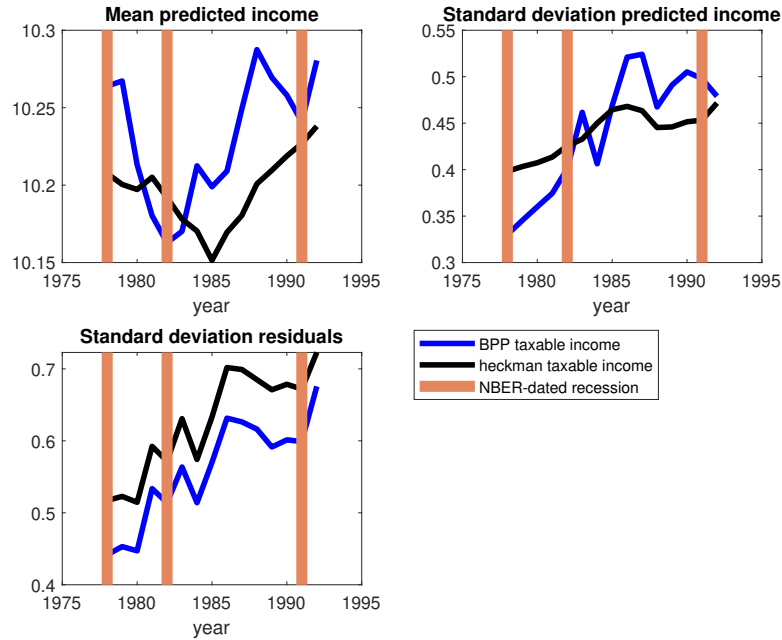 Mean predicted income
10.3
10.25
10.2
10.15
1975 1980 1985 1990 1995
year
Standard deviation predicted income
0.55
0.5
0.45
0.4
0.35
0.3
1975 1980 1985 1990 1995
year
Standard deviation residuals
0.7
0.6
0.5
0.4
1975 1980 1985 1990 1995
year
BPP taxable income
heckman taxable income
NBER-dated recession